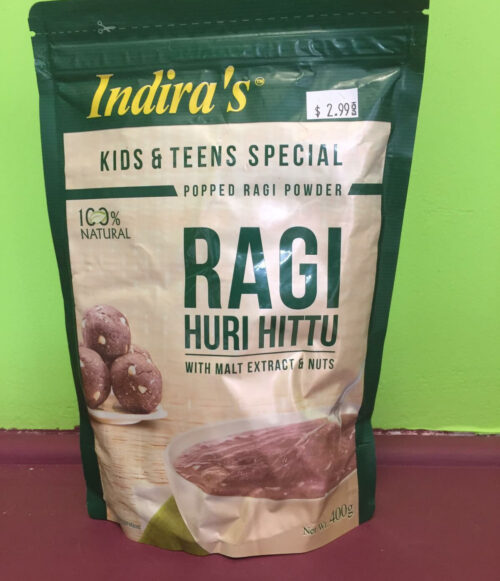 Indira's™
$ 2.99
KIDS & TEENS SPECIAL
POPPED RAGI POWDER
100%
NATURAL
RAGI
HURI HITTU
WITH MALT EXTRACT & NUTS
Net Wt. 400g